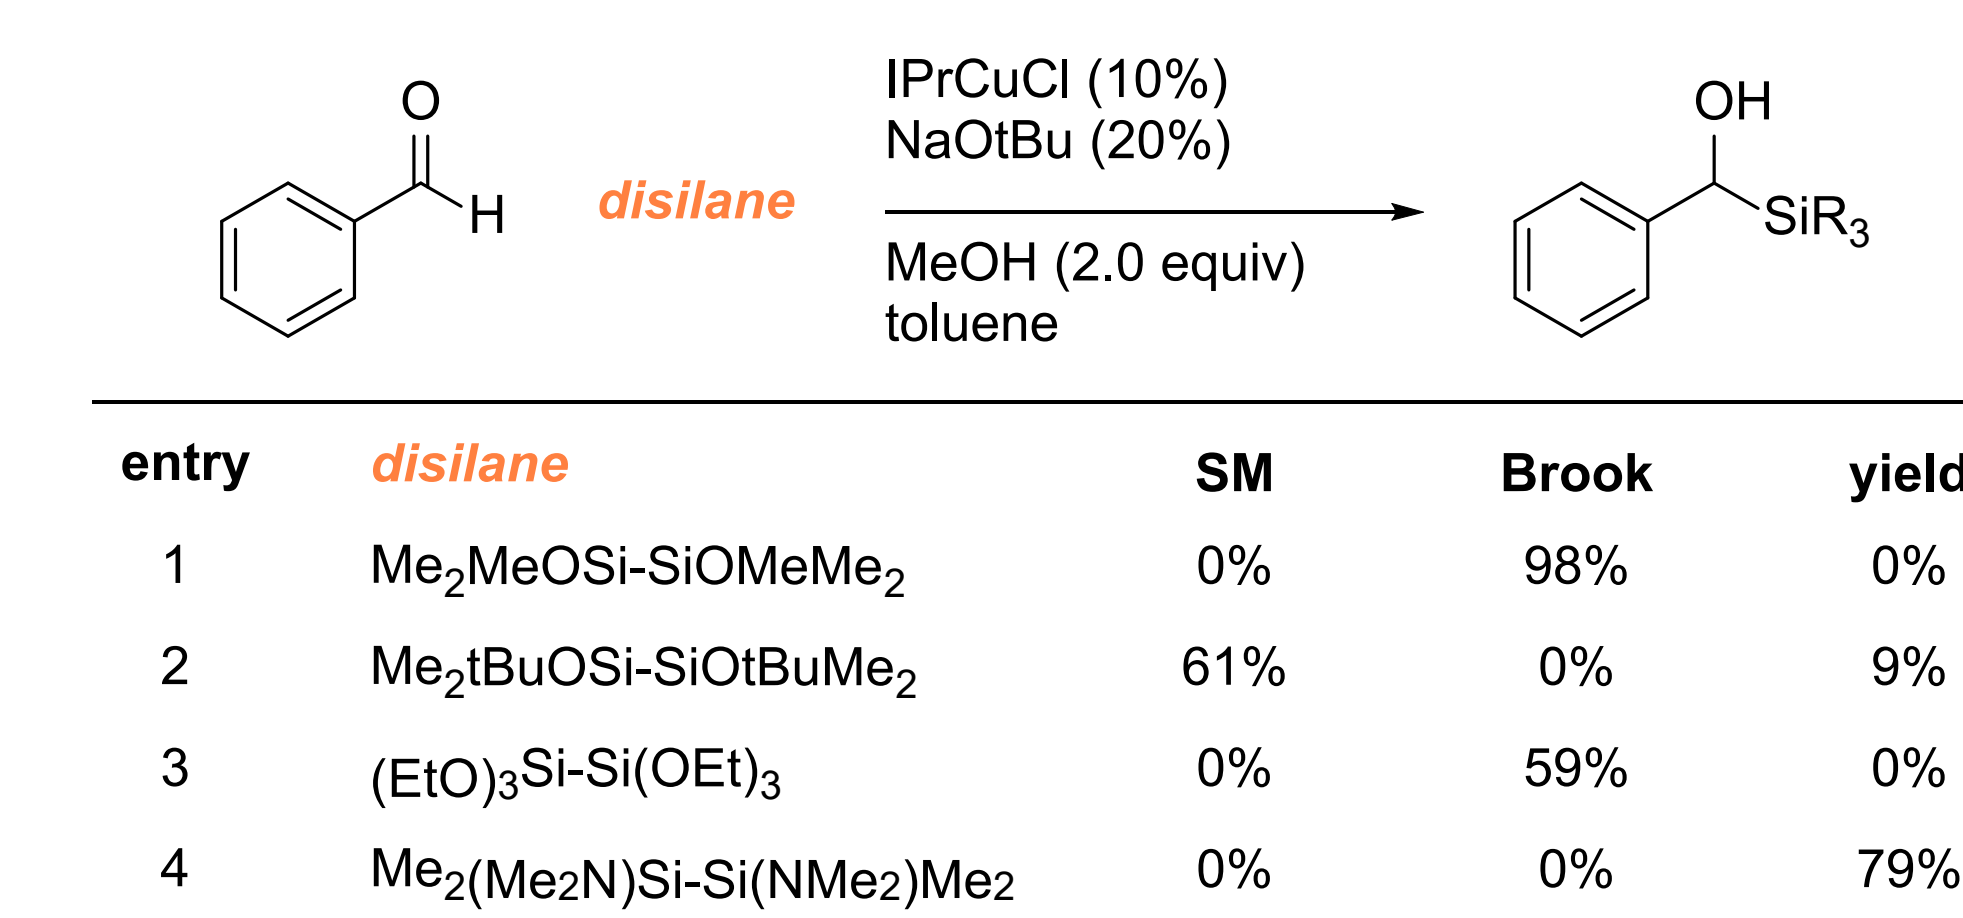 O
H
disilane
IPrCuCl (10%)
NaOtBu (20%)
MeOH (2.0 equiv)
toluene
OH
SiR3
entry disilane SM Brook yield
1 Me2MeOSi-SiOMeMe2 0% 98% 0%
2 Me2tBuOSi-SiOtBuMe2 61% 0% 9%
3 (EtO)3Si-Si(OEt)3 0% 59% 0%
4 Me2(Me2N)Si-Si(NMe2)Me2 0% 0% 79%